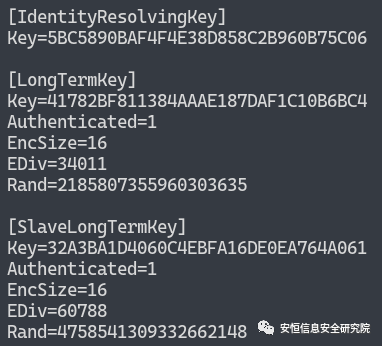 [IdentityResolvingKey]
Key=5BC5890BAF4F4E38D858C2B960B75C06
[LongTermKey]
Key=41782BF811384AAAE187DAF1C10B6BC4
Authenticated=1
EncSize=16
EDiv=34011
Rand=2185807355960303635
[SlaveLongTermKey]
Key=32A3BA1D4060C4EBFA16DE0EA764A061
Authenticated=1
EncSize=16
EDiv=60788
Rand=4758541309332662148
安恒信息安全研究院